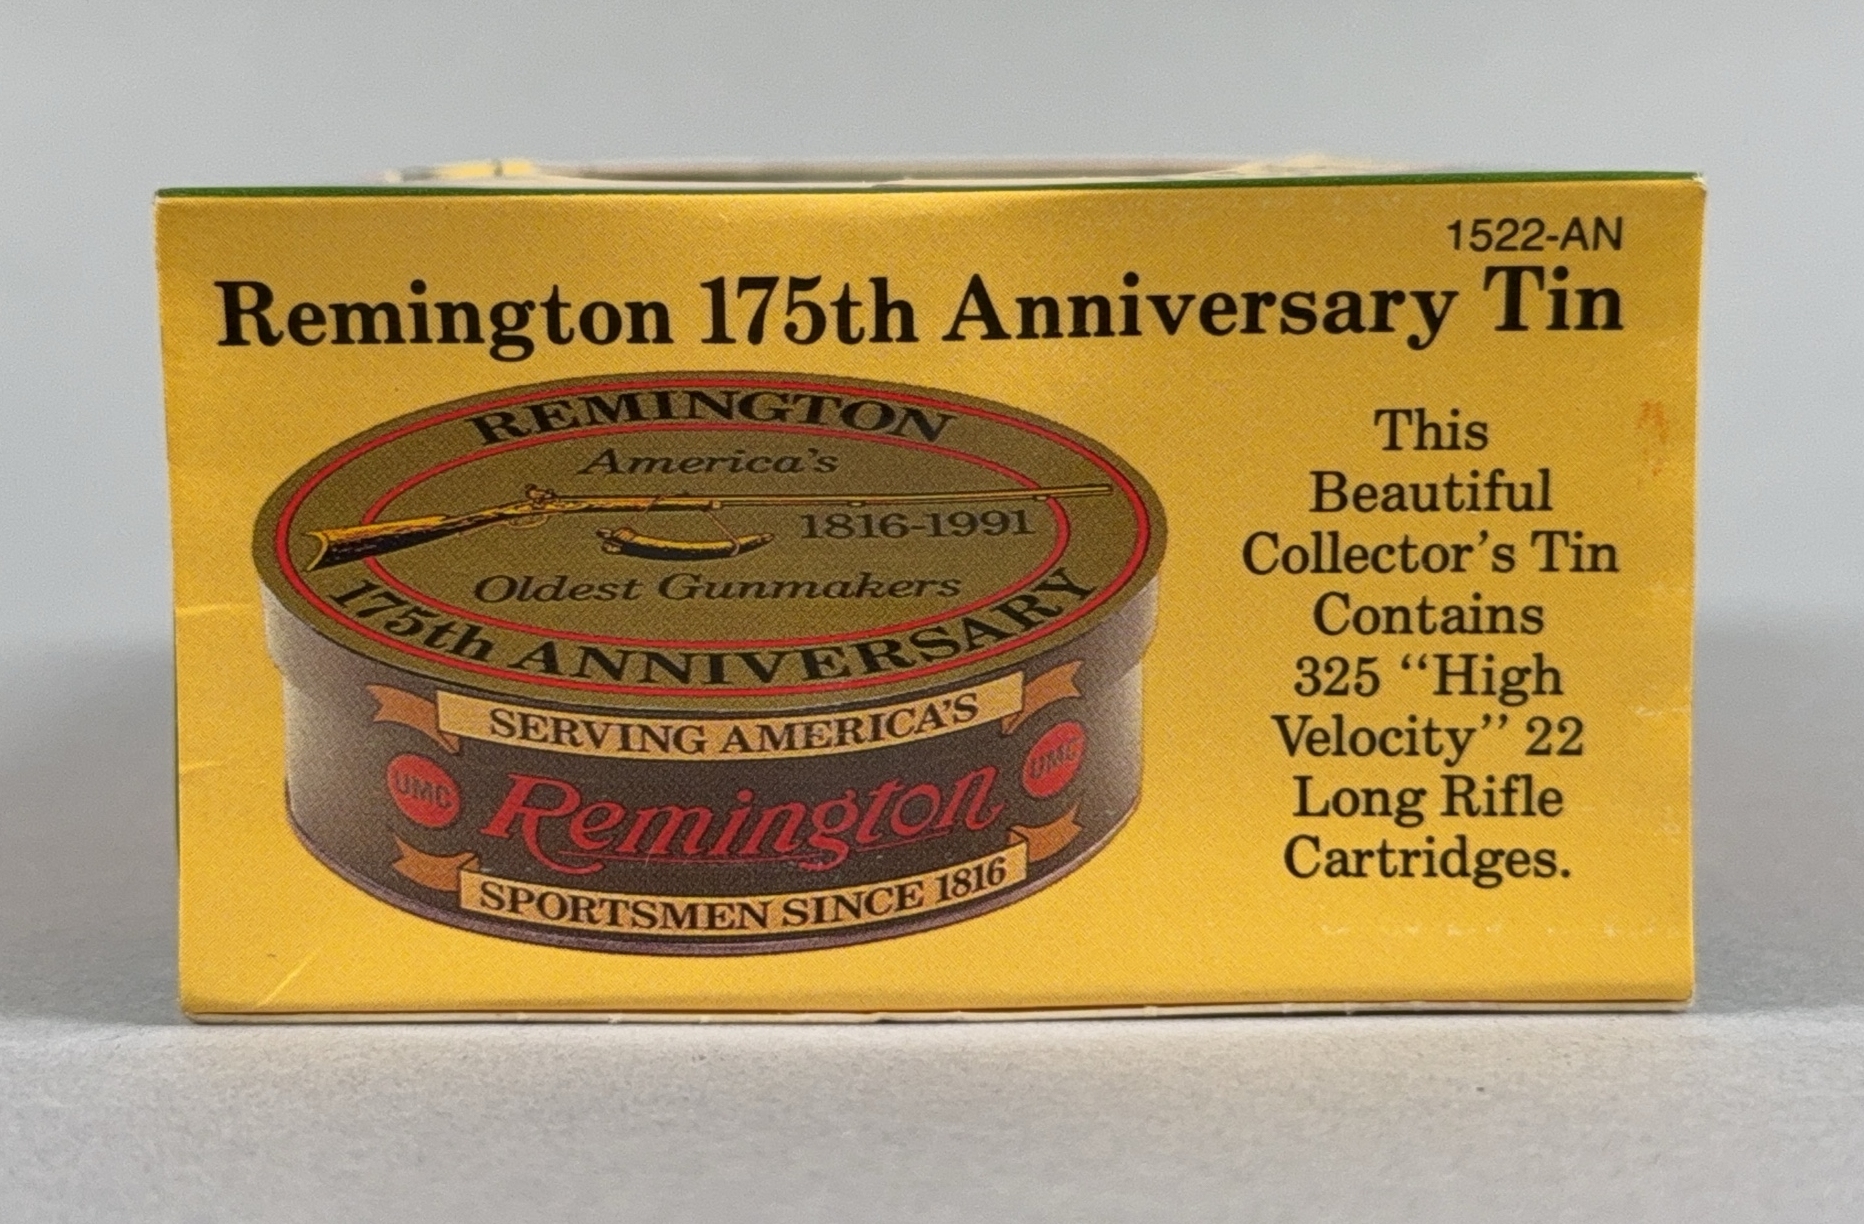 1522-AN
Remington 175th Anniversary Tin
REMINGTON
America's
1816-1991
Oldest Gunmakers
175th ANNIVERSARY
SERVING AMERICA'S
UMC Remington UMC
SPORTSMEN SINCE 1816
This
Beautiful
Collector's Tin
Contains
325 “High
Velocity” 22
Long Rifle
Cartridges.